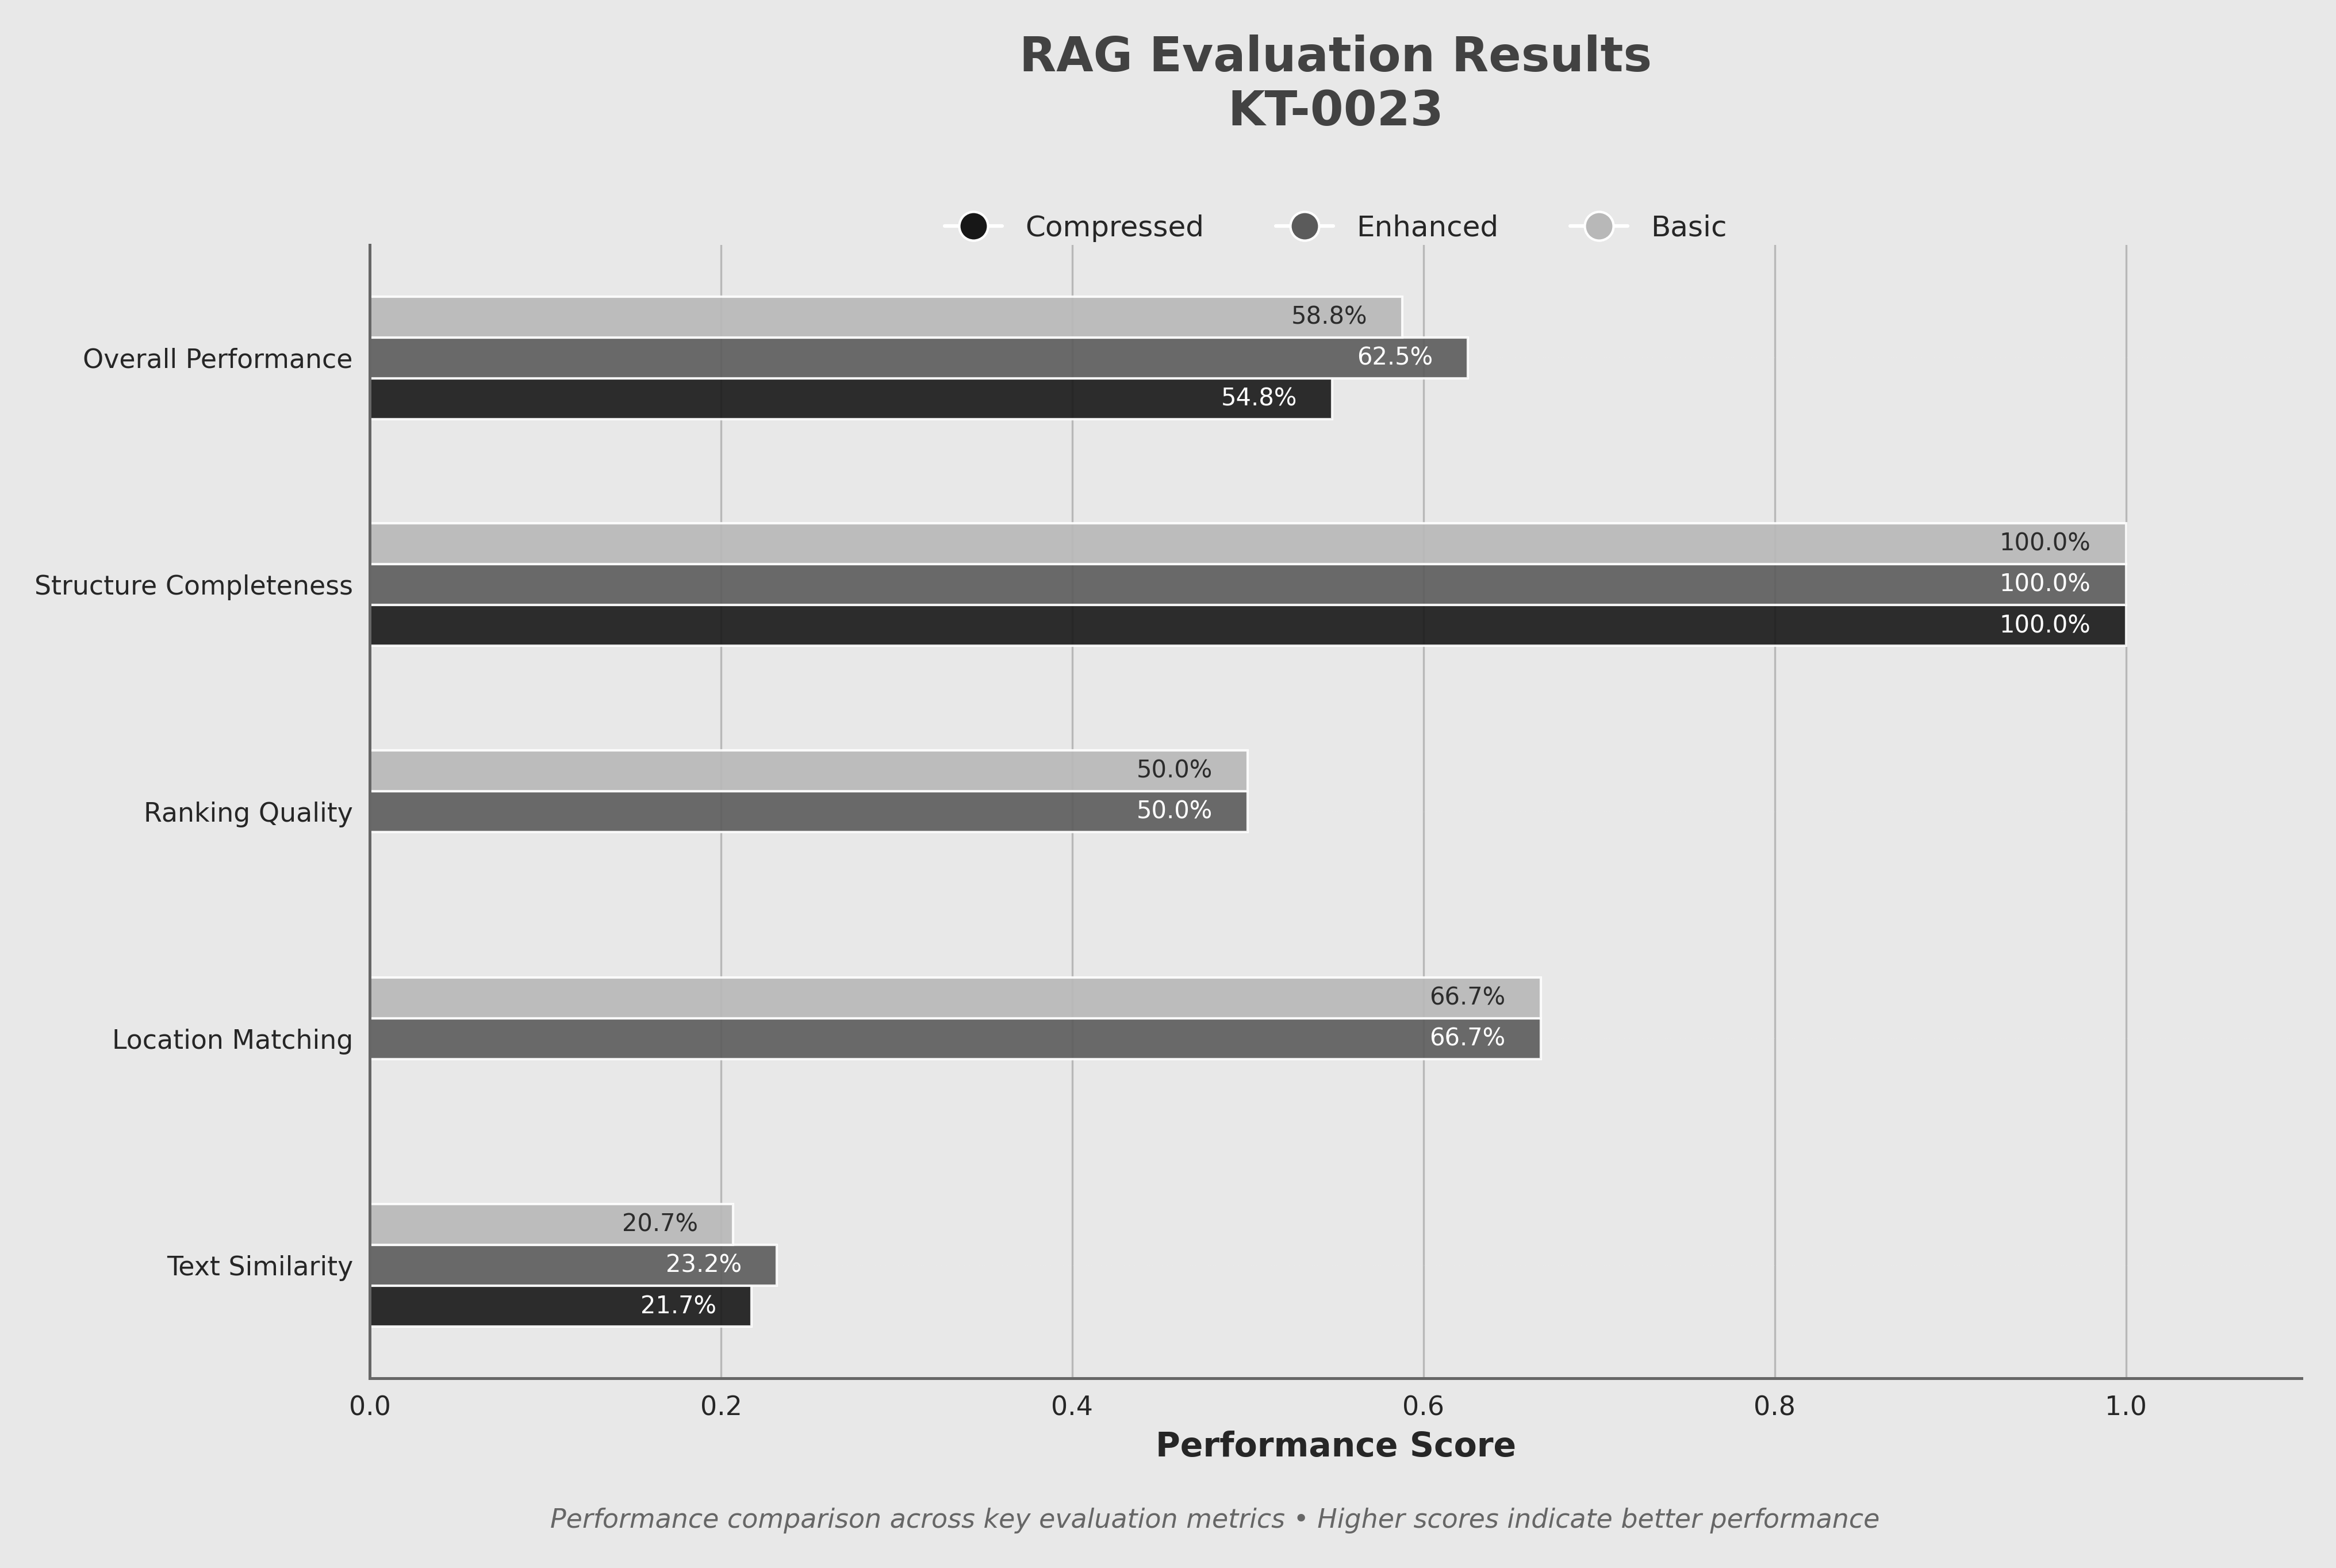 RAG Evaluation Results
KT-0023
Compressed
Enhanced
Basic
Overall Performance
58.8%
62.5%
54.8%
Structure Completeness
100.0%
100.0%
100.0%
Ranking Quality
50.0%
50.0%
Location Matching
66.7%
66.7%
Text Similarity
20.7%
23.2%
21.7%
0.0 0.2 0.4 0.6 0.8 1.0
Performance Score
Performance comparison across key evaluation metrics • Higher scores indicate better performance